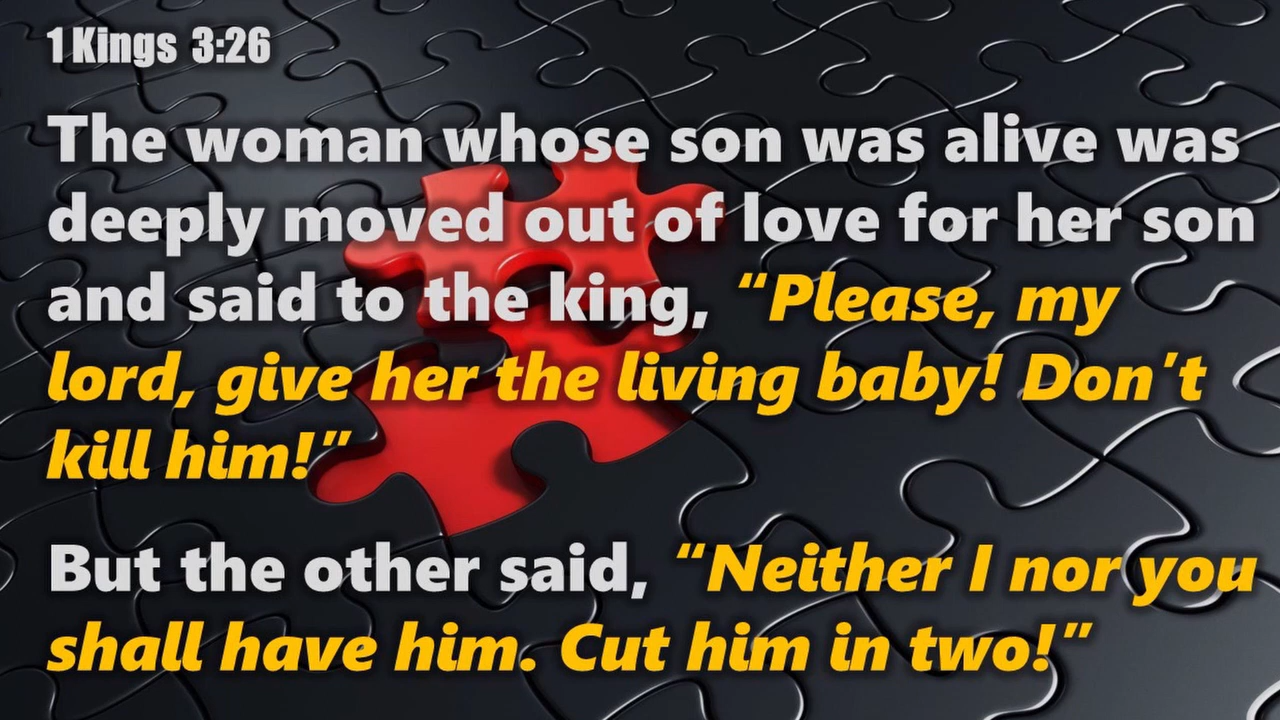 1 Kings 3:26
The woman whose son was alive was
deeply moved out of love for her son
and said to the king, “Please, my
lord, give her the living baby! Don’t
kill him!”
But the other said, “Neither I nor you
shall have him. Cut him in two!”